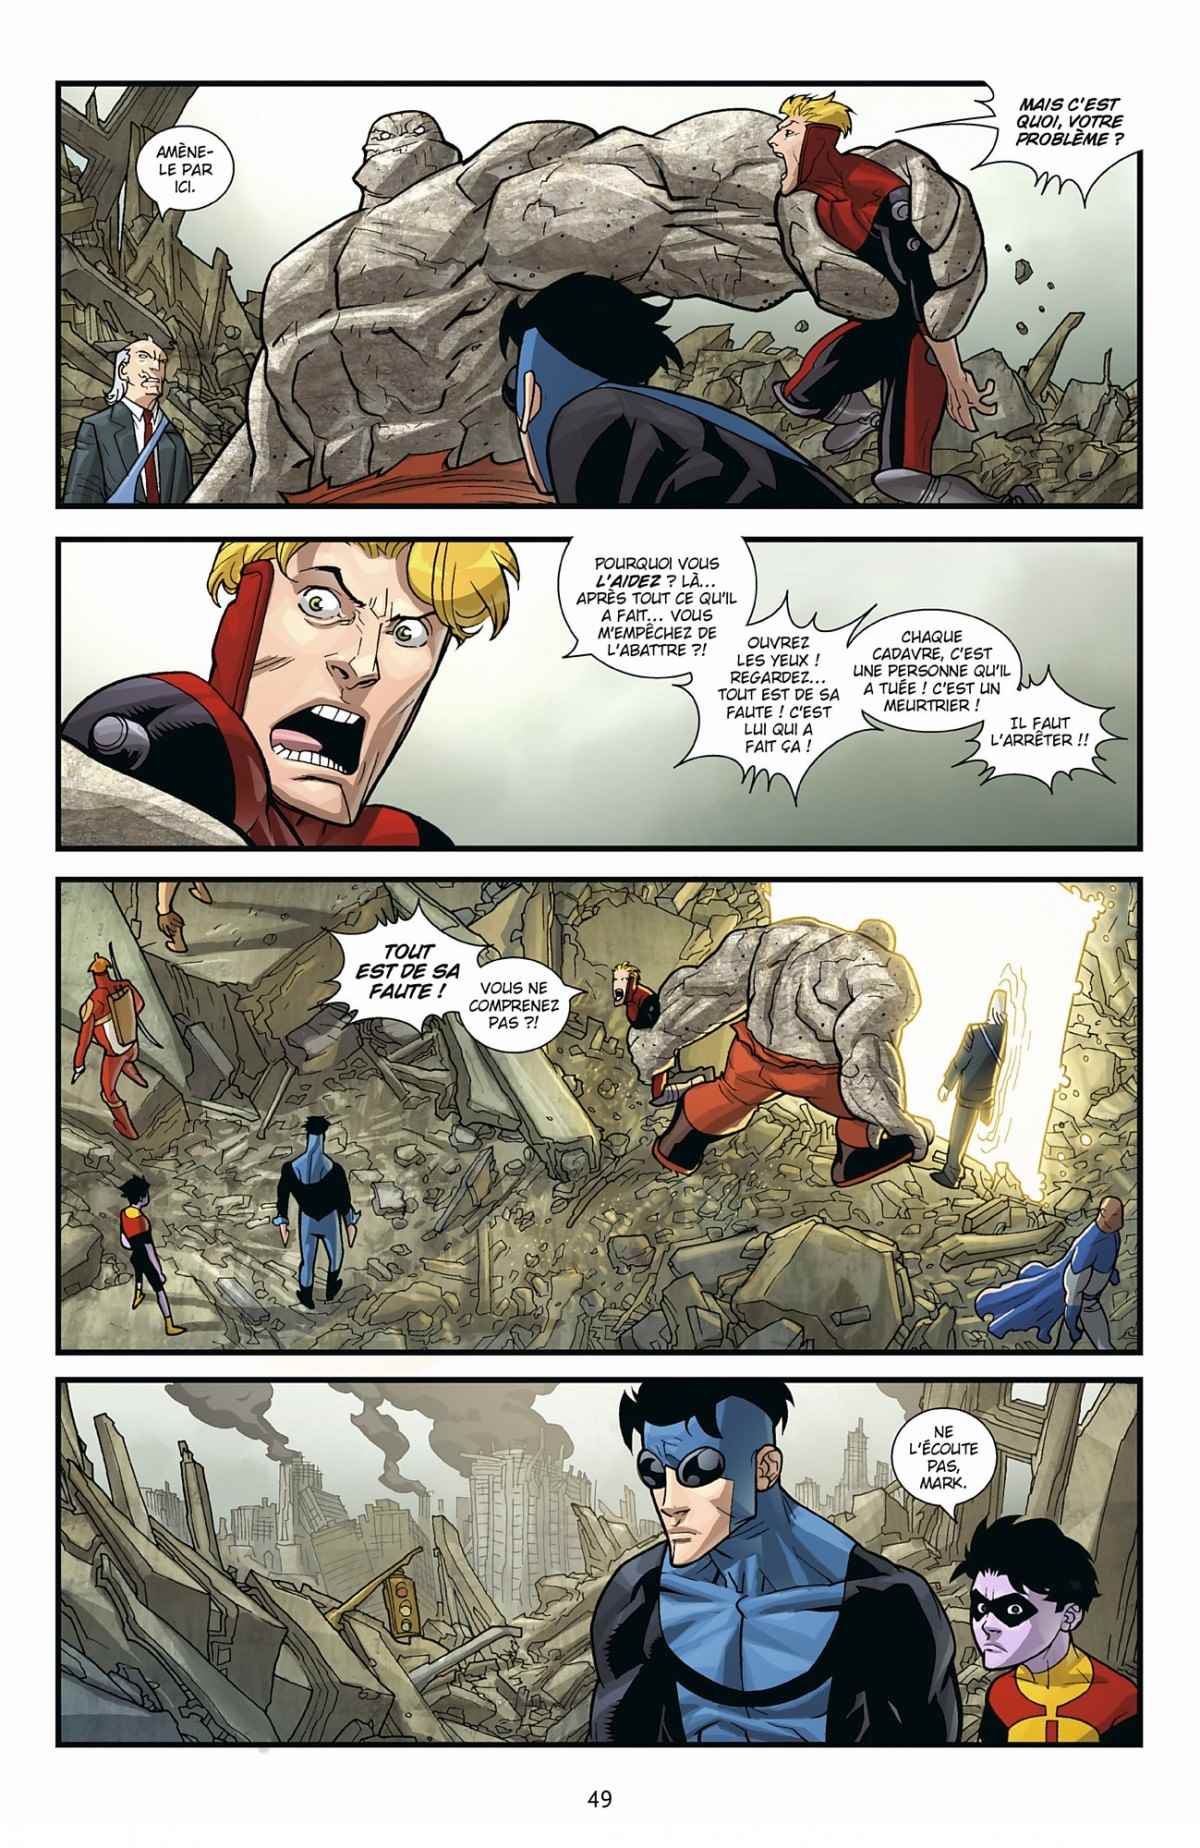 AMÈNE-
LE PAR
ICI.
MAIS C'EST
QUOI, VOTRE
PROBLÈME ?
POURQUOI VOUS
L'AIDEZ ? LÀ...
APRÈS TOUT CE QU'IL
A FAIT... VOUS
M'EMPÊCHEZ DE
L'ABATTRE ?!
OUVREZ
LES YEUX !
REGARDEZ...
TOUT EST DE SA
FAUTE ! C'EST
LUI QUI A
FAIT ÇA !
CHAQUE
CADAVRE, C'EST
UNE PERSONNE QU'IL
A TUÉE ! C'EST UN
MEURTRIER !
IL FAUT
L'ARRÊTER !!
TOUT
EST DE SA
FAUTE !
VOUS NE
COMPRENEZ
PAS ?!
NE
L'ÉCOUTE
PAS,
MARK.
49